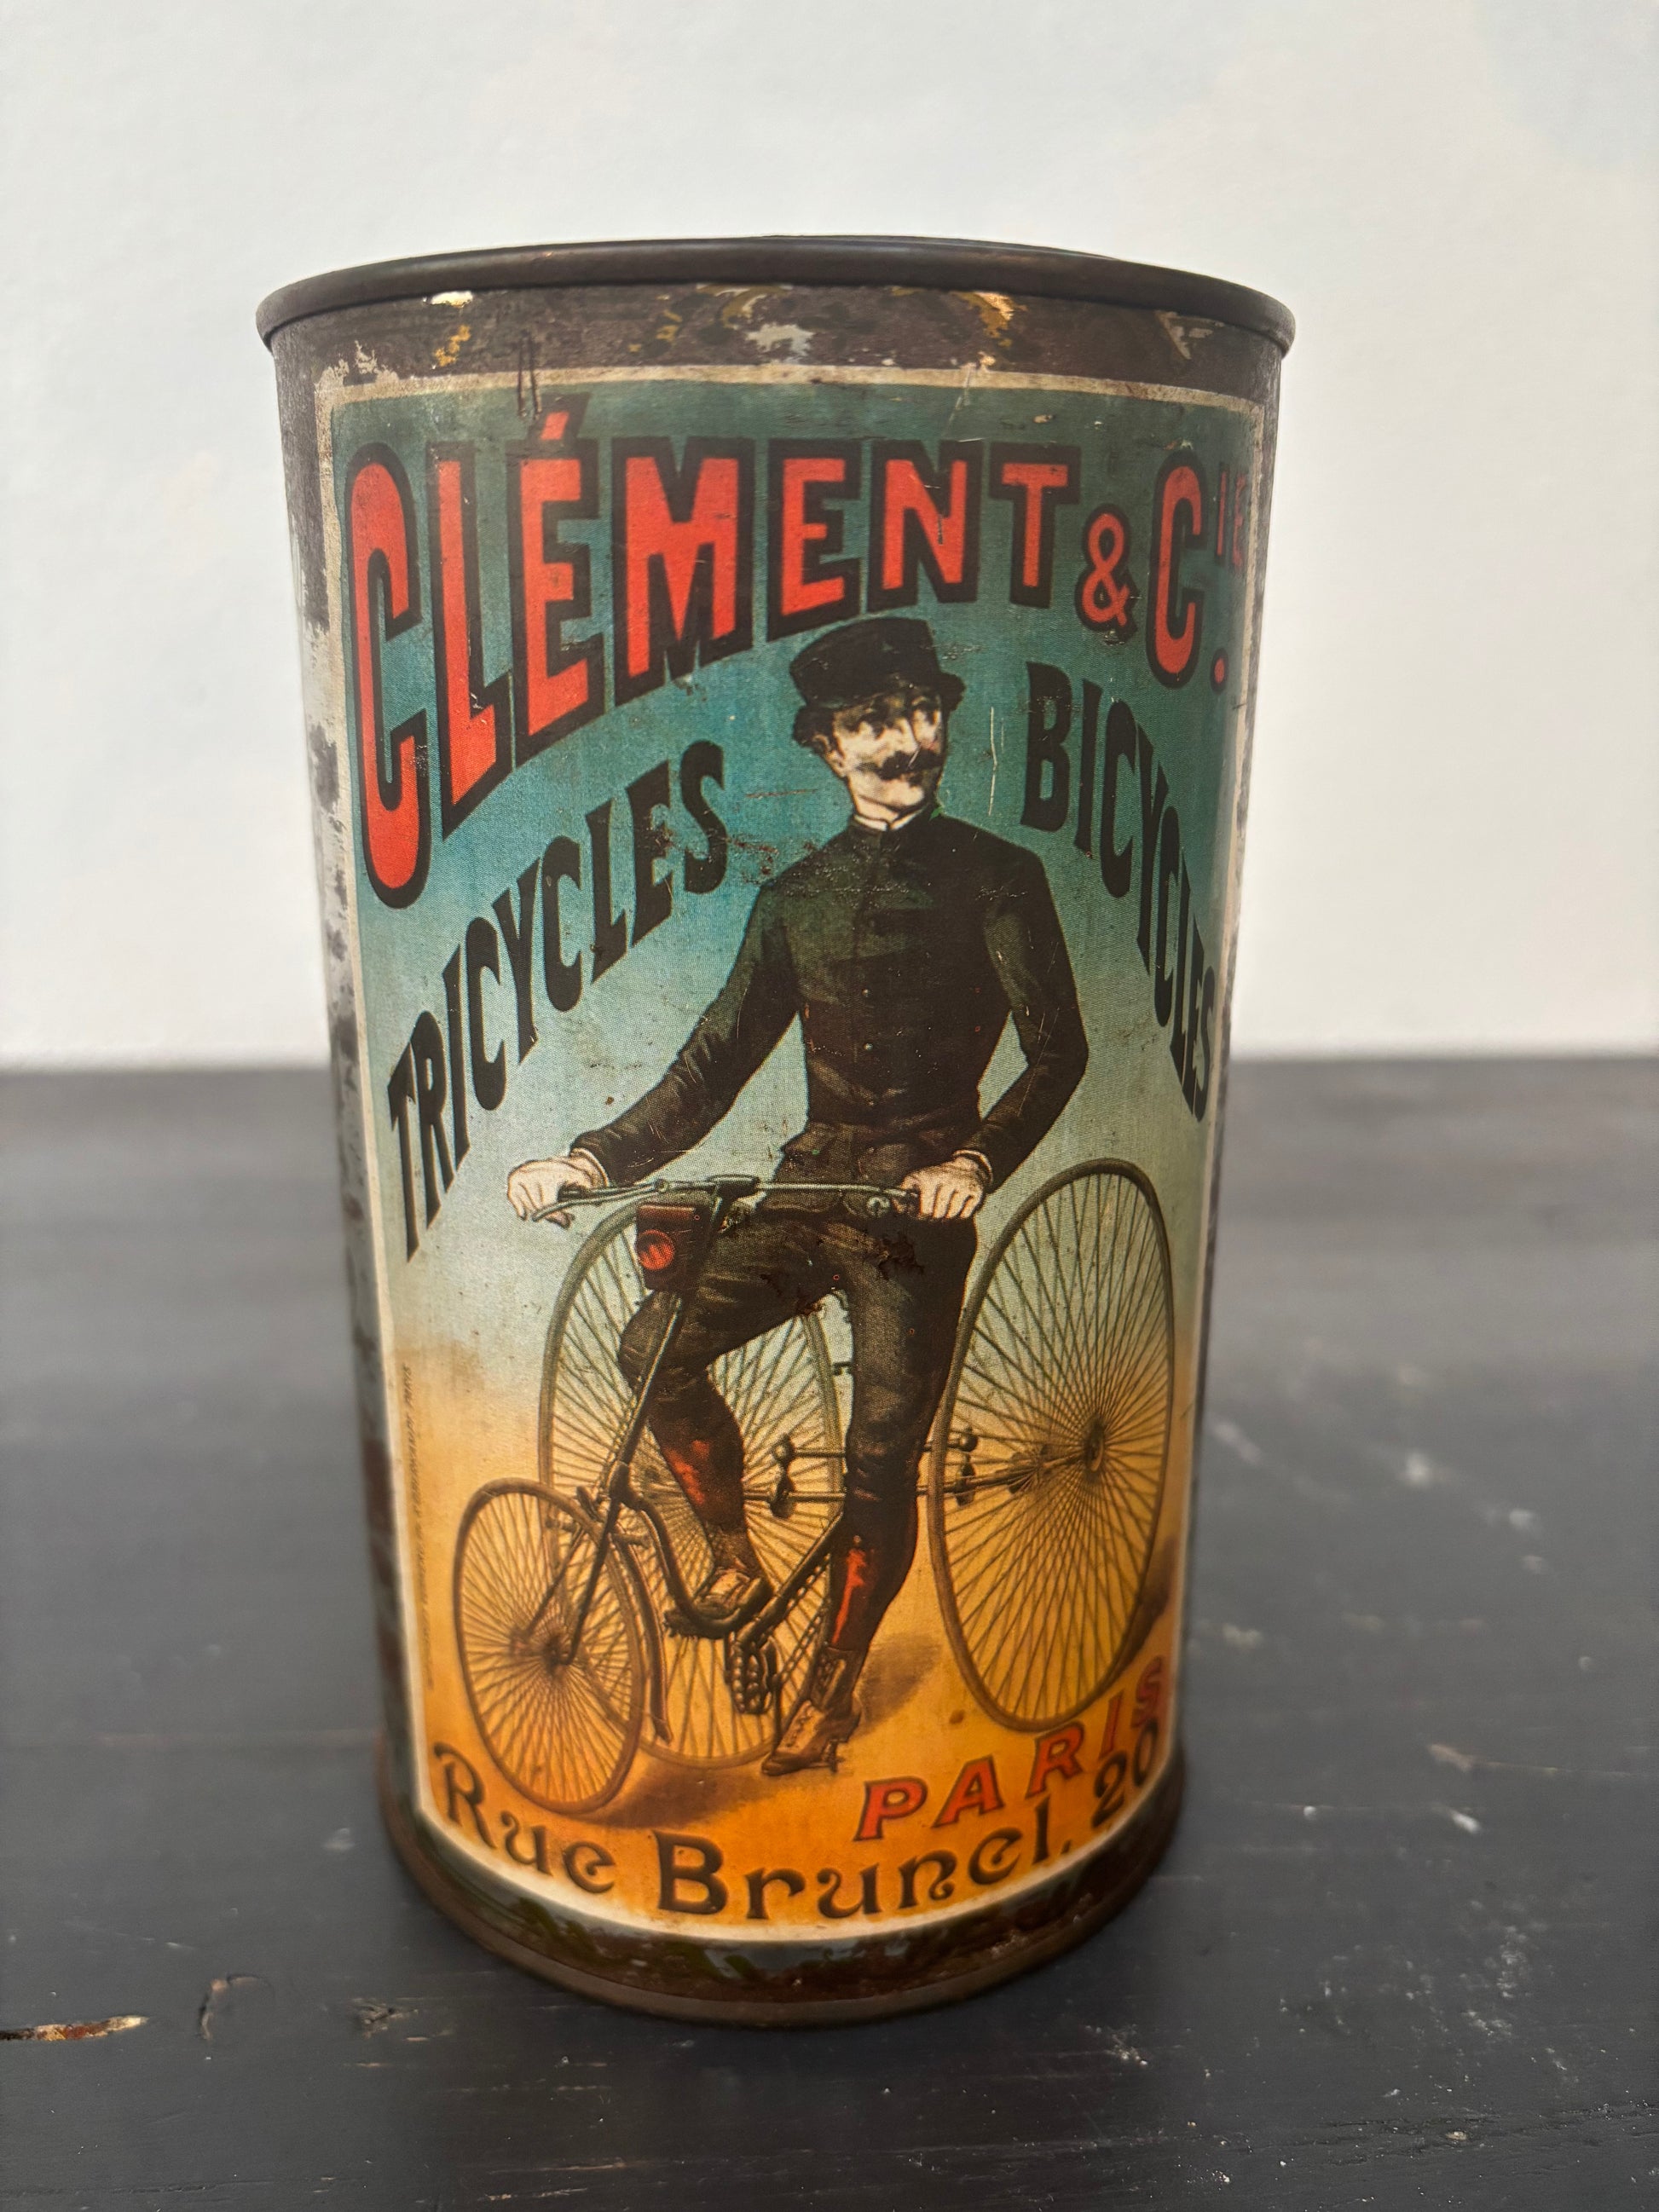 CLÉMENT & CIE.
TRICYCLES
BICYCLES
PARIS
Rue Brunel, 20